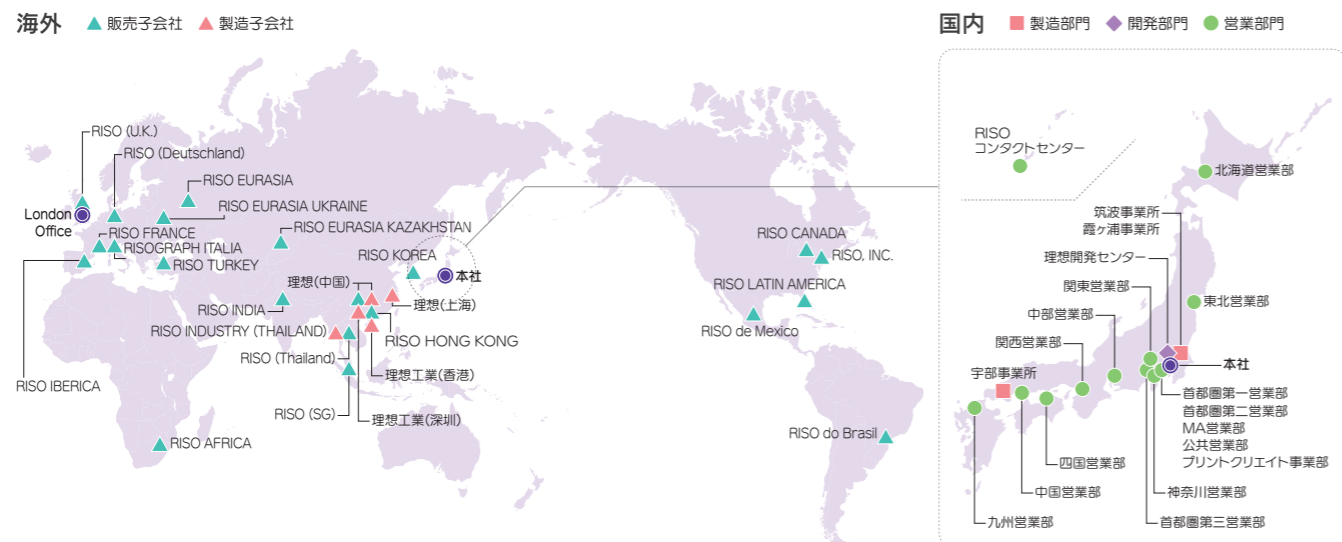 海外
販売子会社
製造子会社
RISO (U.K.)
RISO (Deutschland)
RISO EURASIA
RISO EURASIA UKRAINE
London
Office
RISO FRANCE
RISOGRAPH ITALIA
RISO TURKEY
RISO EURASIA KAZAKHSTAN
RISO KOREA
本社
理想(中国)
理想(上海)
RISO INDIA
RISO INDUSTRY (THAILAND)
RISO HONG KONG
RISO (Thailand)
理想工業(香港)
RISO IBERICA
RISO (SG)
理想工業(深圳)
RISO AFRICA
RISO CANADA
RISO, INC.
RISO LATIN AMERICA
RISO de Mexico
RISO do Brasil
国内
製造部門
開発部門
営業部門
RISO
コンタクトセンター
北海道営業部
筑波事業所
霞ヶ浦事業所
理想開発センター
関東営業部
東北営業部
中部営業部
関西営業部
本社
宇部事業所
首都圏第一営業部
首都圏第二営業部
MA営業部
公共営業部
プリントクリエイト事業部
四国営業部
中国営業部
神奈川営業部
九州営業部
首都圏第三営業部